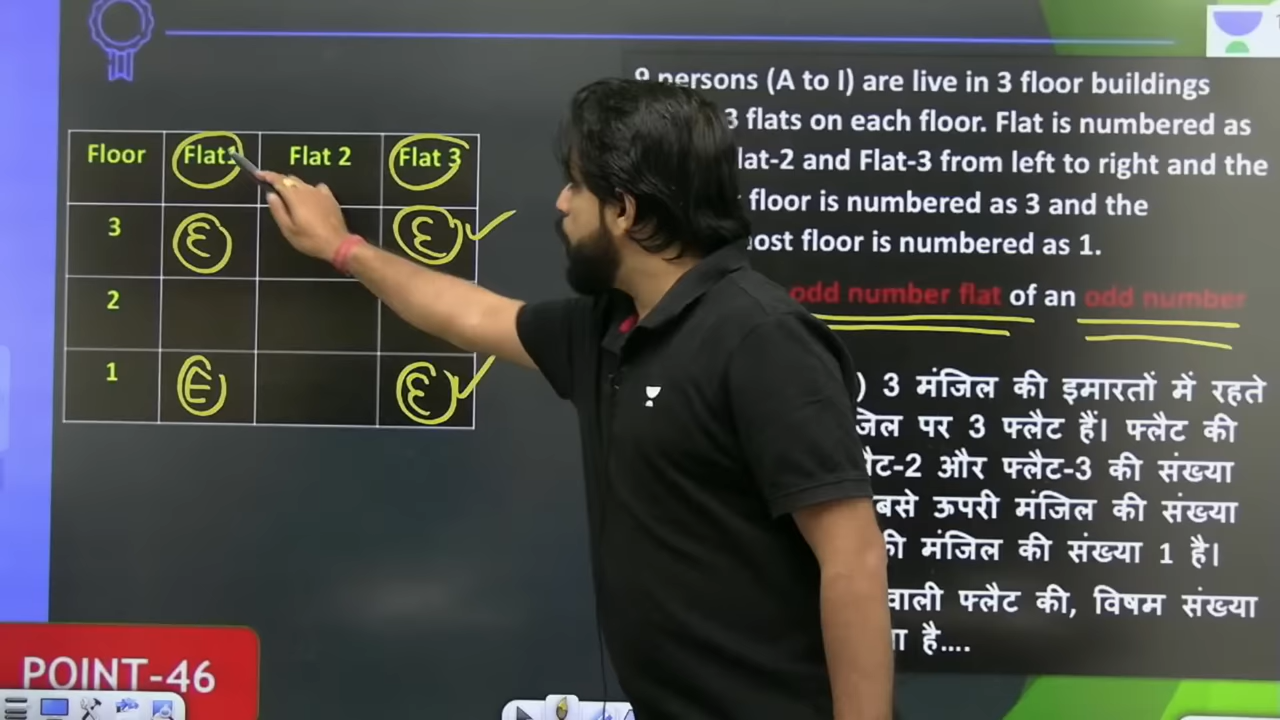 9 persons (A to I) are live in 3 floor buildings
3 flats on each floor. Flat is numbered as
lat-2 and Flat-3 from left to right and the
floor is numbered as 3 and the
ost floor is numbered as 1.
odd number flat of an odd number
) 3 मंजिल की इमारतों में रहते
जिल पर 3 फ्लैट हैं। फ्लैट की
ैट-2 और फ्लैट-3 की संख्या
बसे ऊपरी मंजिल की संख्या
की मंजिल की संख्या 1 है।
वाली फ्लैट की, विषम संख्या
है....
Floor Flat1 Flat 2 Flat 3
3 E E
2
1 E E
POINT-46